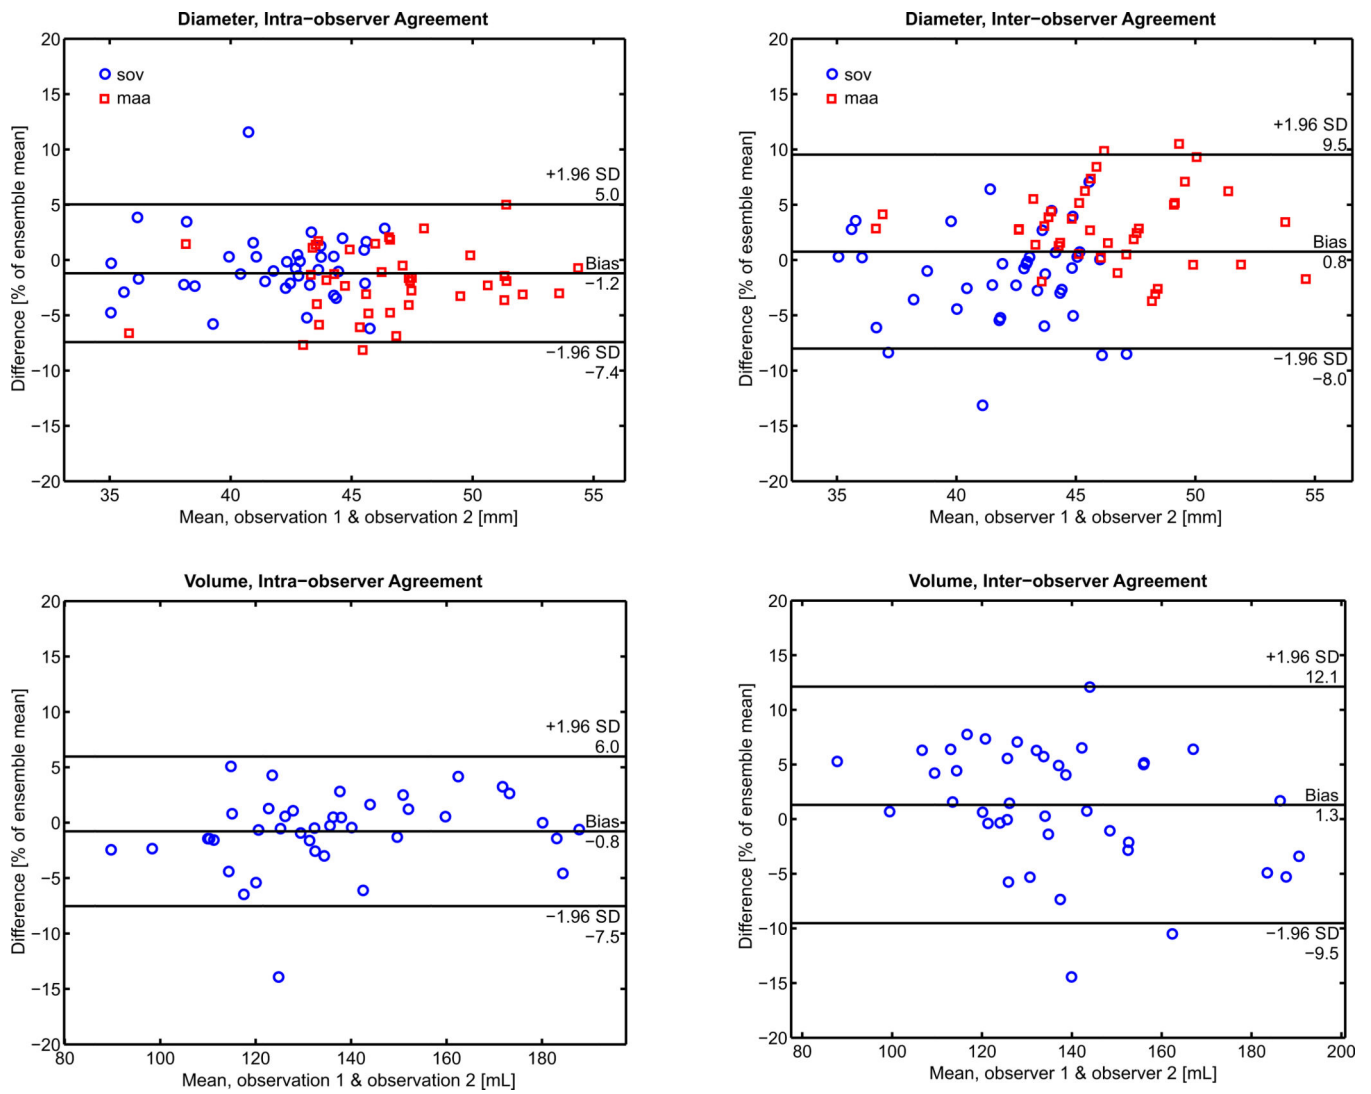 Diameter, Intra−observer Agreement
20
15
10
5
0
−5
−10
−15
−20
Difference [% of ensemble mean]
sov
maa
+1.96 SD
5.0
Bias
−1.2
−1.96 SD
−7.4
35
40
45
50
55
Mean, observation 1 & observation 2 [mm]
Diameter, Inter−observer Agreement
20
15
10
5
0
−5
−10
−15
−20
Difference [% of esemble mean]
sov
maa
+1.96 SD
9.5
Bias
0.8
−1.96 SD
−8.0
35
40
45
50
55
Mean, observer 1 & observer 2 [mm]
Volume, Intra−observer Agreement
20
15
10
5
0
−5
−10
−15
−20
Difference [% of ensemble mean]
+1.96 SD
6.0
Bias
−0.8
−1.96 SD
−7.5
80
100
120
140
160
180
Mean, observation 1 & observation 2 [mL]
Volume, Inter−observer Agreement
20
15
10
5
0
−5
−10
−15
−20
Difference [% of ensemble mean]
+1.96 SD
12.1
Bias
1.3
−1.96 SD
−9.5
80
100
120
140
160
180
200
Mean, observer 1 & observer 2 [mL]